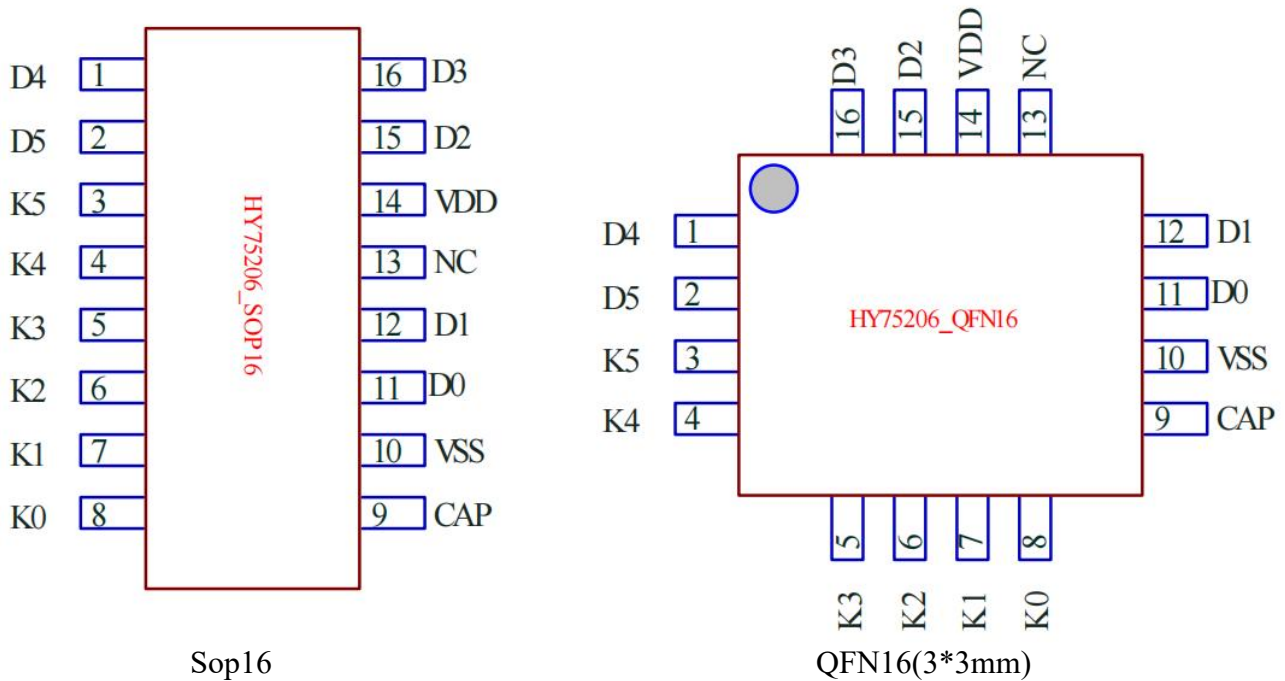 D4 1 16 D3
D5 2 15 D2
K5 3 14 VDD
K4 4 13 NC
K3 5 12 D1
K2 6 11 D0
K1 7 10 VSS
K0 8 9 CAP
HY75206_SOP16
Sop16
D3 D2 VDD NC
16 15 14 13
D4 1 12 D1
D5 2 11 D0
K5 3 10 VSS
K4 4 9 CAP
HY75206_QFN16
5 6 7 8
K3 K2 K1 K0
QFN16(3*3mm)